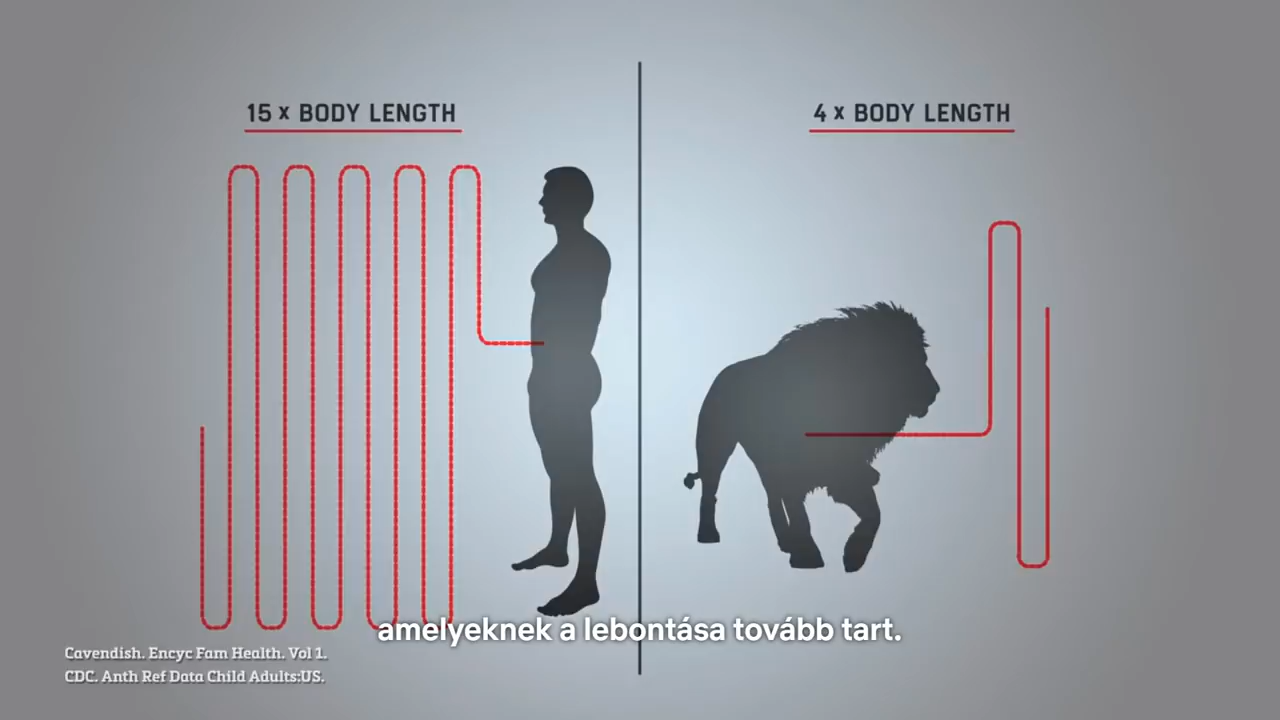 15 x BODY LENGTH
4 x BODY LENGTH
amelyeknek a lebontása tovább tart.
Cavendish. Encyc Fam Health. Vol 1.
CDC. Anth Ref Data Child Adults:US.